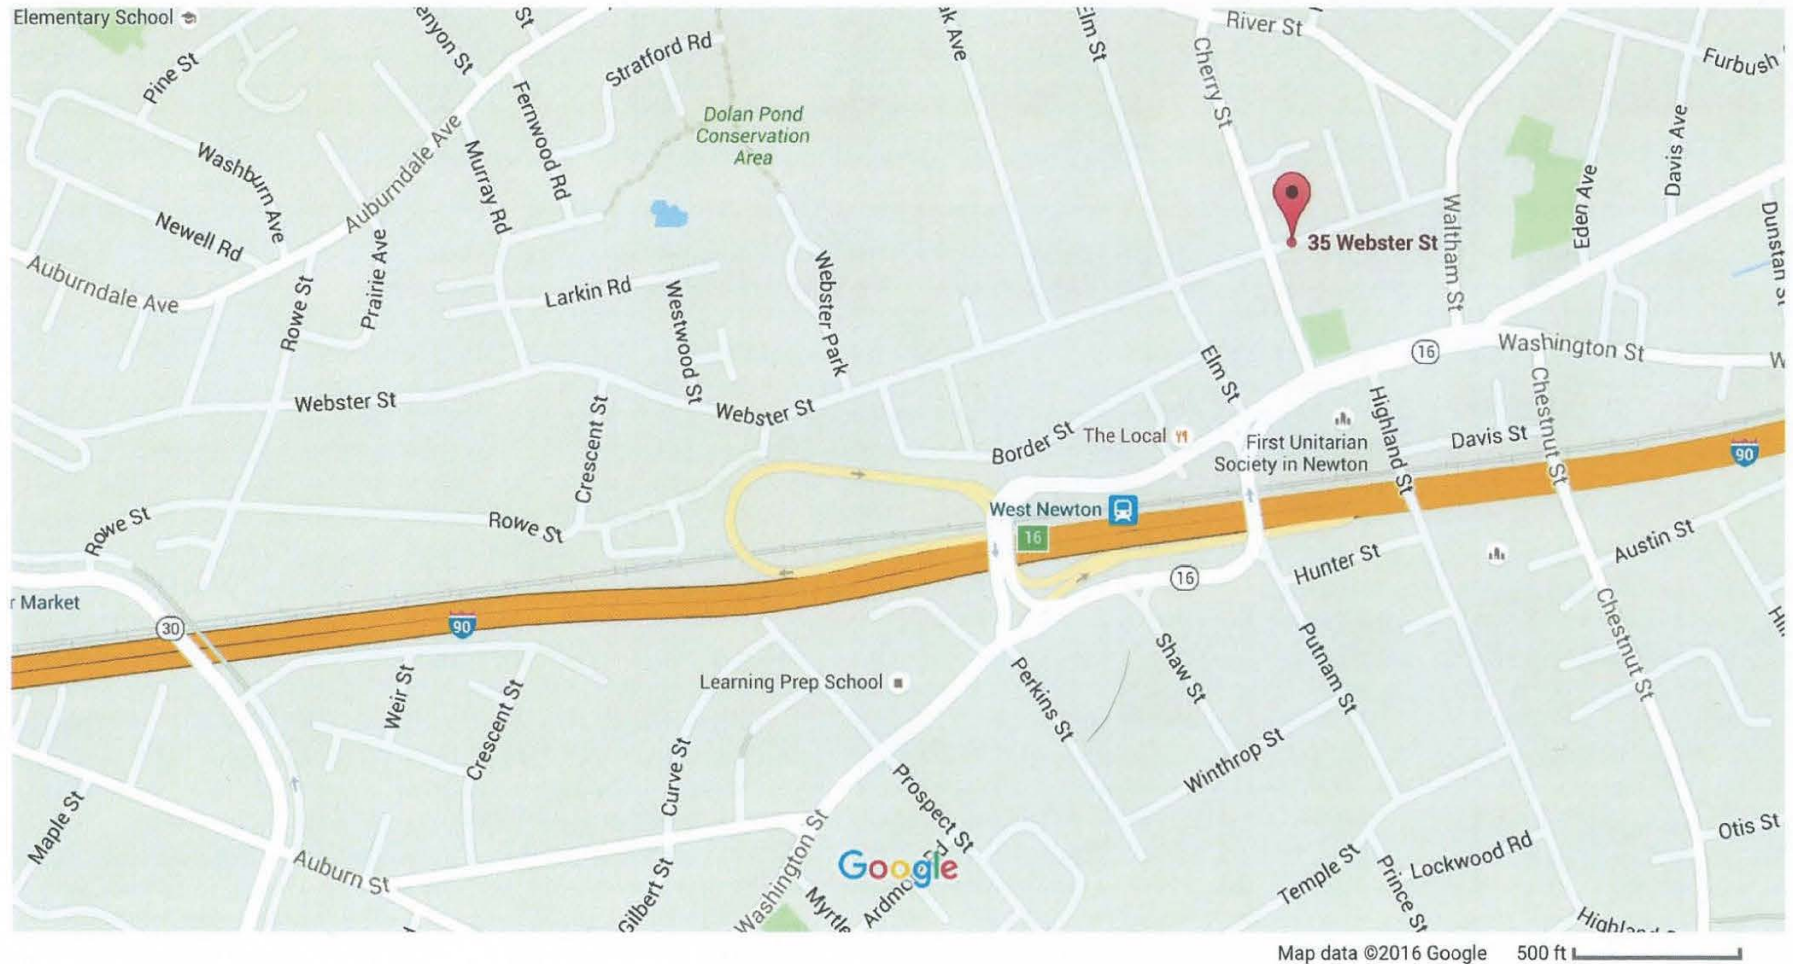 Elementary School
Pine St
Stratford Rd
Elm St
Cherry St
River St
Furbush
Dolan Pond
Conservation
Area
Fernwood Rd
Auburndale Ave
Murray Rd
Washburn Ave
Newell Rd
Auburndale Ave
Rowe St
Prairie Ave
Larkin Rd
Westwood St
Webster Park
35 Webster St
Waltham St
Eden Ave
Davis Ave
Dunstan St
Webster St
Crescent St
Webster St
Elm St
16
Washington St
W
Border St
The Local
First Unitarian
Society in Newton
Highland St
Davis St
Chestnut St
90
Rowe St
Rowe St
West Newton
16
Hunter St
Austin St
16
r Market
30
90
Weir St
Crescent St
Learning Prep School
Curve St
Perkins St
Shaw St
Putnam St
Chestnut St
Winthrop St
Prospect St
Maple St
Auburn St
Gilbert St
Washington St
Google
Myrtle
Temple St
Prince St
Lockwood Rd
Otis St
Map data ©2016 Google
500 ft